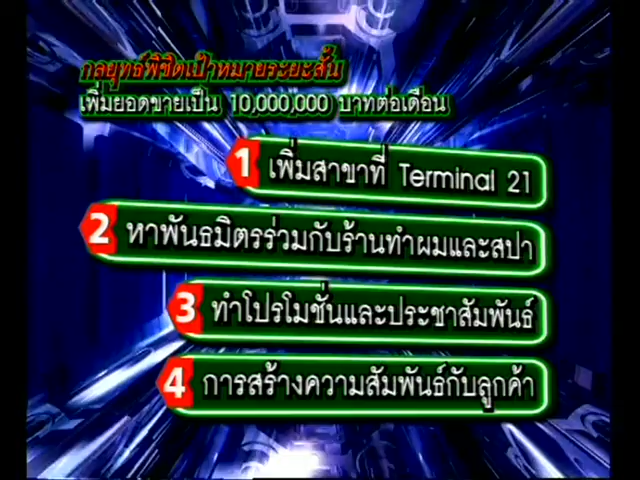 กลยุทธ์พิชิตเป้าหมายระยะสั้น
เพิ่มยอดขายเป็น 10,000,000 บาทต่อเดือน
1 เพิ่มสาขาที่ Terminal 21
2 หาพันธมิตรร่วมกับร้านทำผมและสปา
3 ทำโปรโมชั่นและประชาสัมพันธ์
4 การสร้างความสัมพันธ์กับลูกค้า